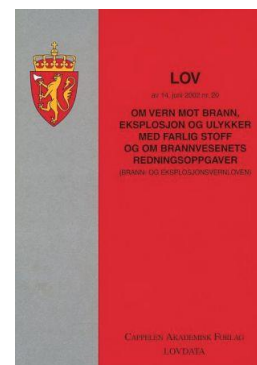 LOV
av 14. juni 2002 nr. 20
OM VERN MOT BRANN,
EKSPLOSJON OG ULYKKER
MED FARLIG STOFF
OG OM BRANNVESENETS
REDNINGSOPPGAVER
(BRANN- OG EKSPLOSJONSVERNLOVEN)
CAPPELEN AKADEMISK FORLAG
LOVDATA